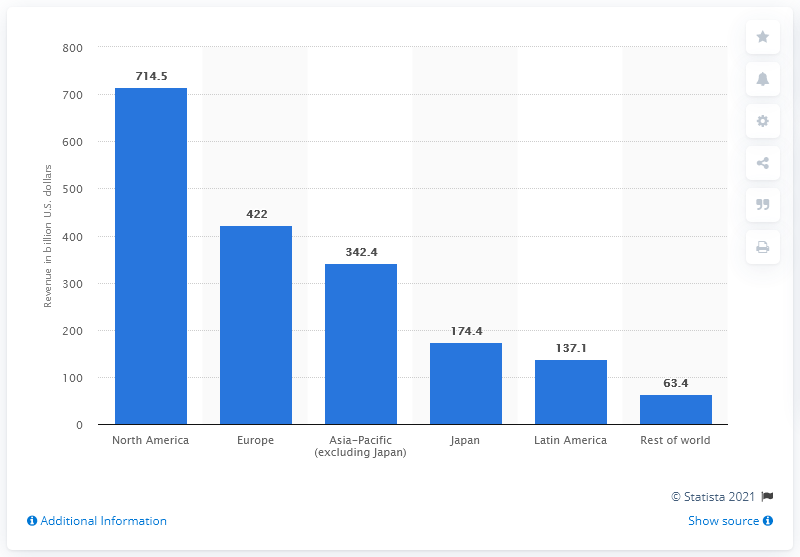 800
700
600
500
400
300
200
100
0
Revenue in billion U.S. dollars
714.5
422
342.4
174.4
137.1
63.4
North America
Europe
Asia-Pacific
(excluding Japan)
Japan
Latin America
Rest of world
© Statista 2021
Additional Information
Show source